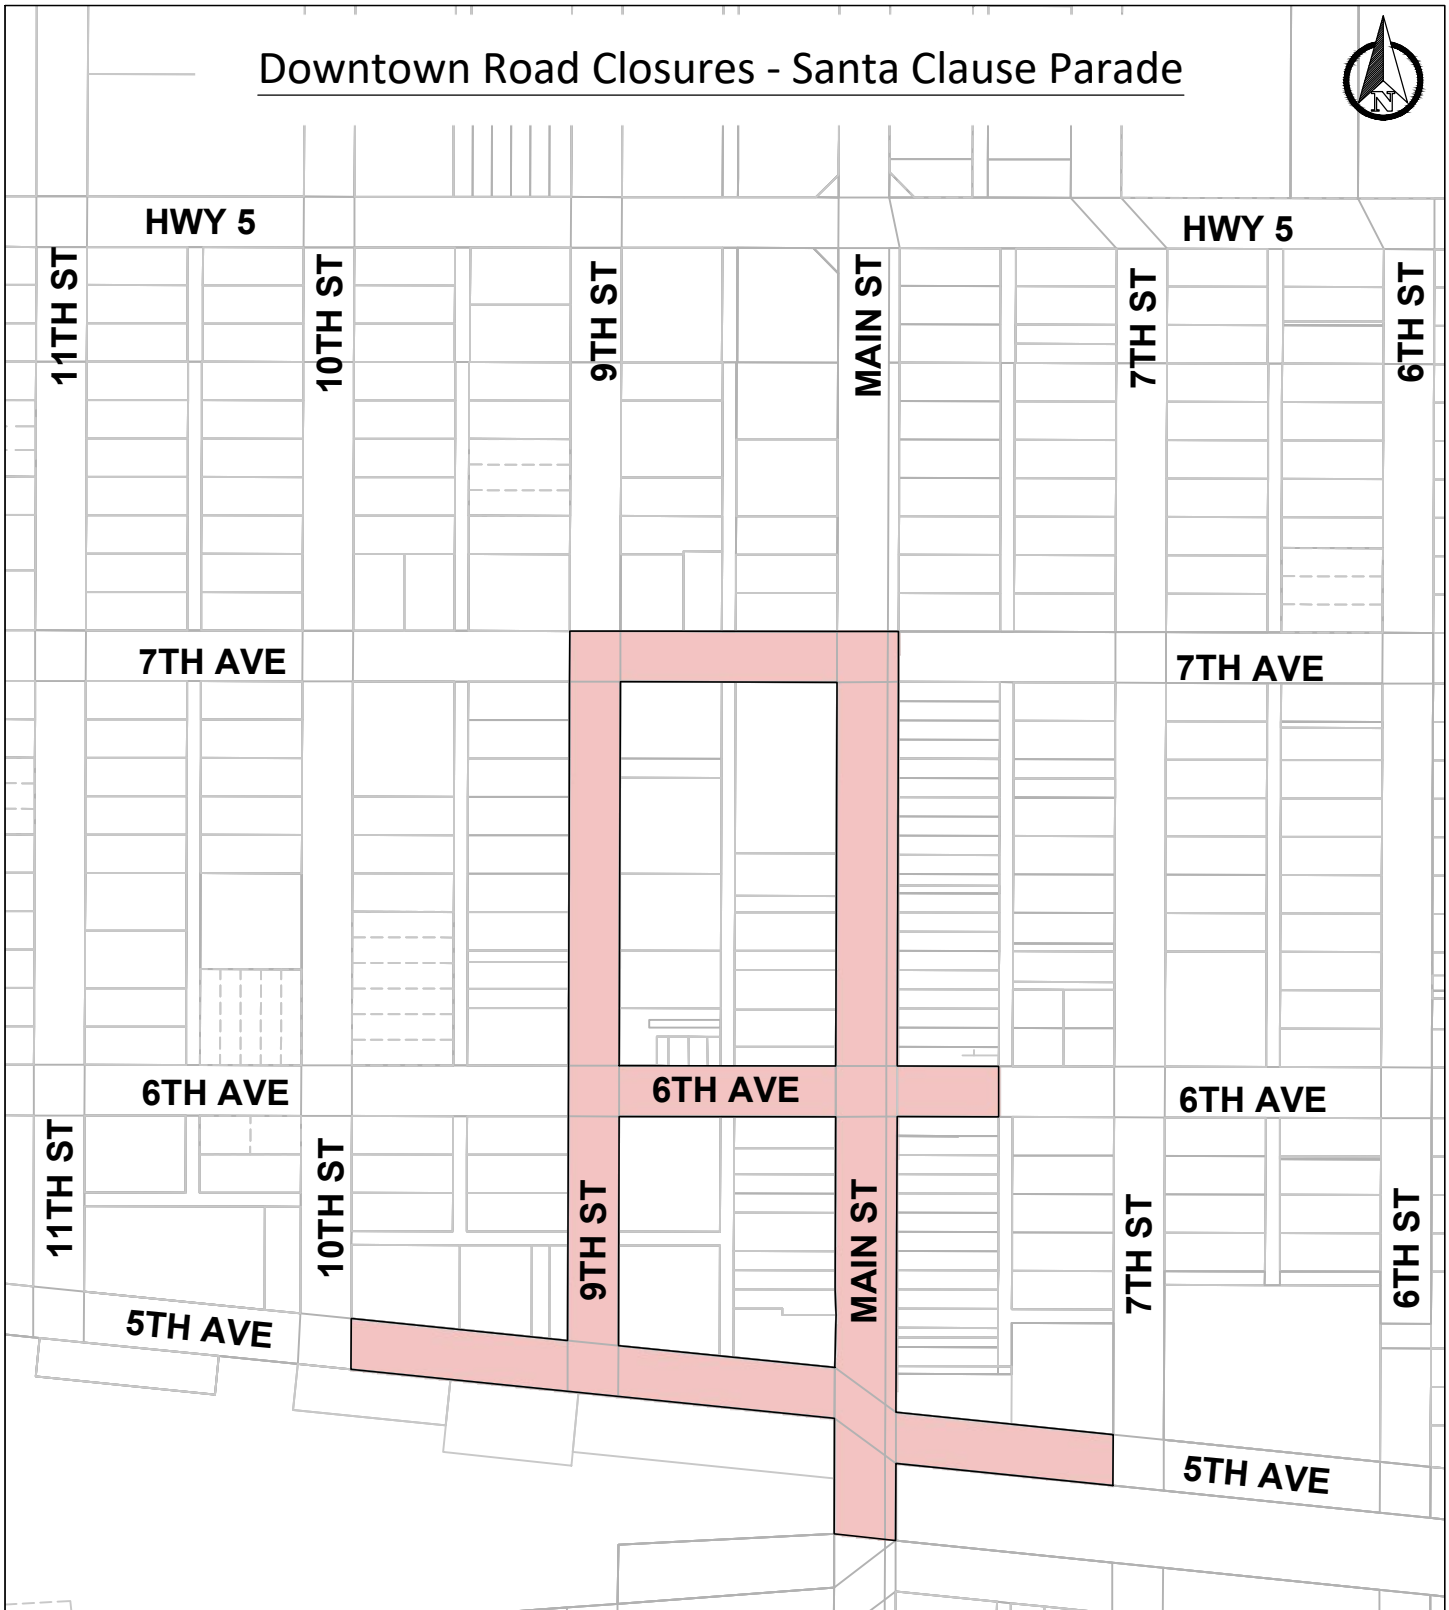 Downtown Road Closures - Santa Clause Parade
N
HWY 5
HWY 5
11TH ST
10TH ST
9TH ST
MAIN ST
7TH ST
6TH ST
7TH AVE
7TH AVE
6TH AVE
6TH AVE
6TH AVE
11TH ST
10TH ST
9TH ST
MAIN ST
7TH ST
6TH ST
5TH AVE
5TH AVE